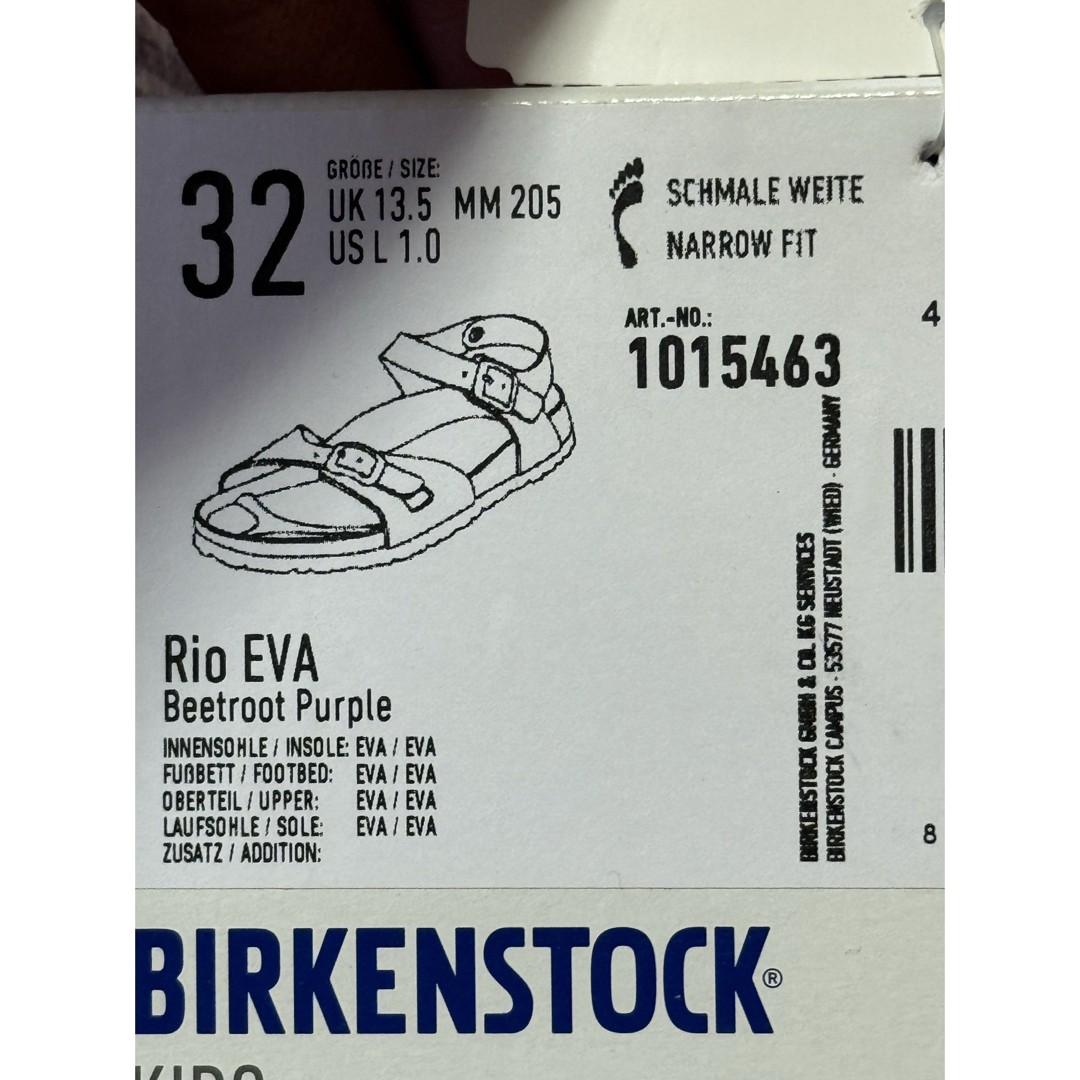 32
GRÖßE / SIZE:
UK 13.5 MM 205
US L 1.0
SCHMALE WEITE
NARROW FIT
ART.-NO.:
1015463
4
Rio EVA
Beetroot Purple
INNENSOHLE / INSOLE: EVA / EVA
FUßBETT / FOOTBED: EVA / EVA
OBERTEIL / UPPER: EVA / EVA
LAUFSOHLE / SOLE: EVA / EVA
ZUSATZ / ADDITION:
BIRKENSTOCK GMBH & CO. KG SERVICES
BIRKENSTOCK CAMPUS · 53577 NEUSTADT (WIED) · GERMANY
8
BIRKENSTOCK®
KIDS